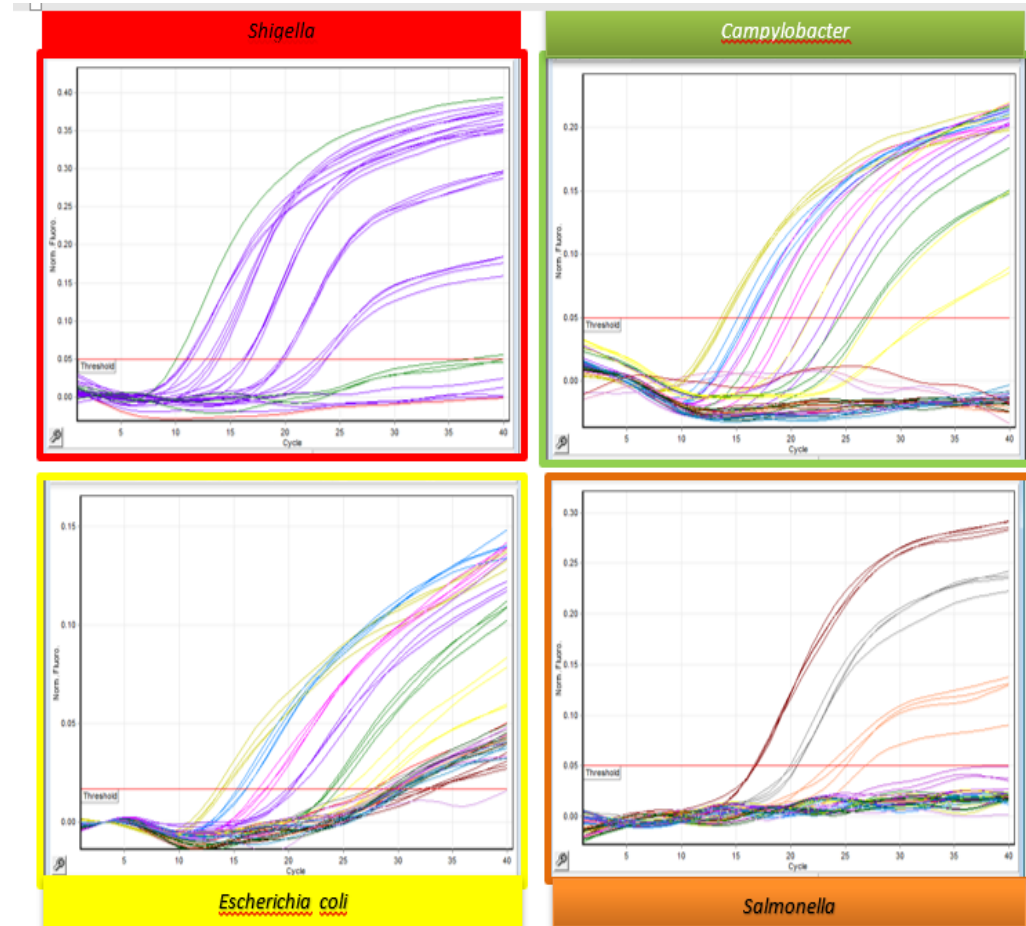 Shigella
Campylobacter
0.40
0.35
0.30
0.25
0.20
0.15
0.10
0.05
0.00
Norm. Fluoro.
Threshold
5 10 15 20 25 30 35 40
Cycle
0.20
0.15
0.10
0.05
0.00
Norm. Fluoro.
Threshold
5 10 15 20 25 30 35 40
Cycle
0.15
0.10
0.05
0.00
Norm. Fluoro.
Threshold
5 10 15 20 25 30 35 40
Cycle
0.30
0.25
0.20
0.15
0.10
0.05
0.00
Norm. Fluoro.
Threshold
5 10 15 20 25 30 35 40
Cycle
Escherichia coli
Salmonella